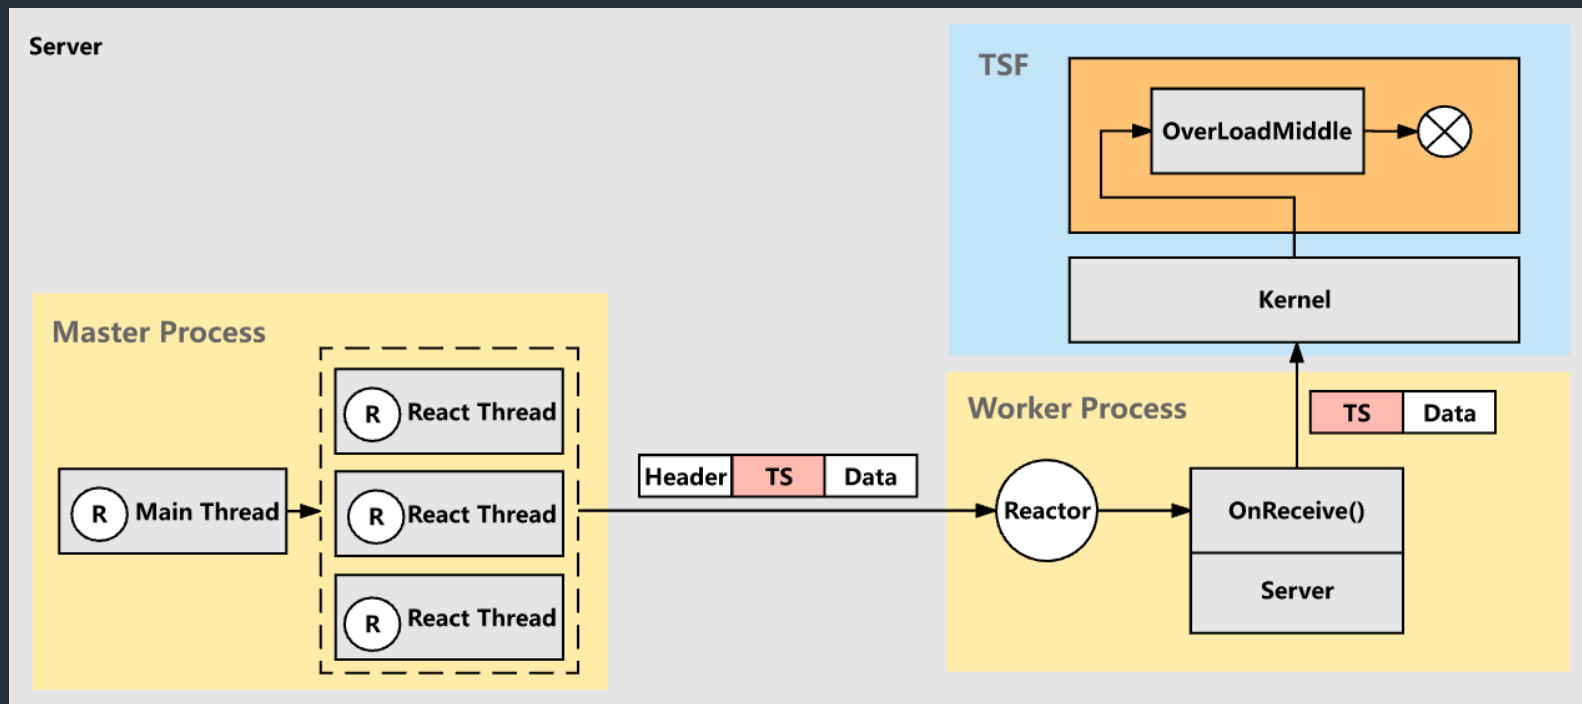 Server
TSF
OverLoadMiddle
Kernel
Master Process
R React Thread
R Main Thread
R React Thread
R React Thread
Header TS Data
Worker Process
TS Data
Reactor
OnReceive()
Server